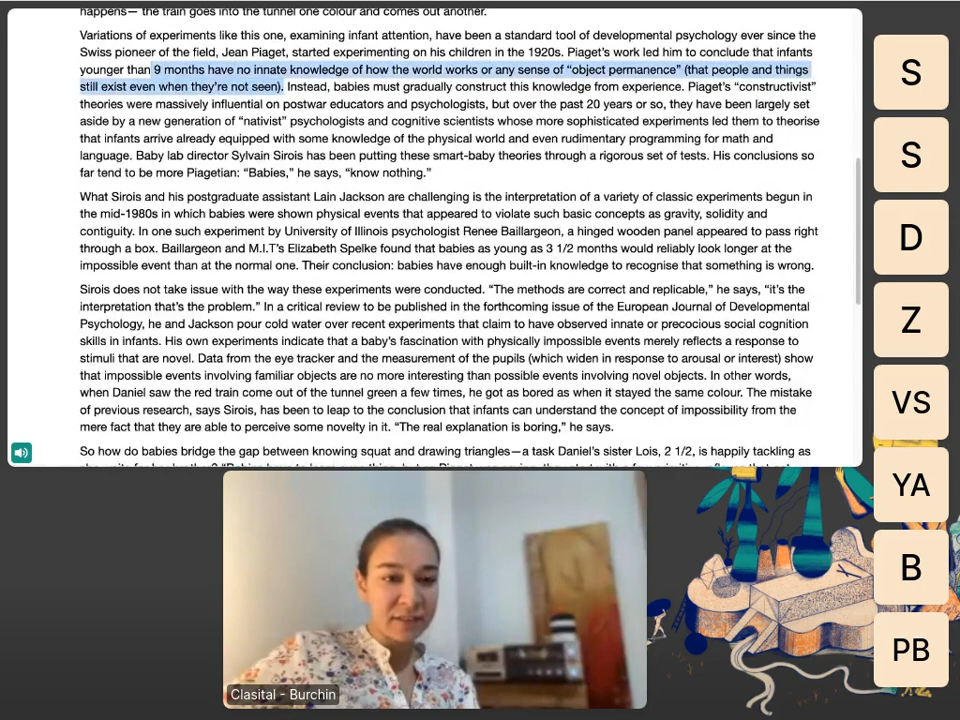 happens— the train goes into the tunnel one colour and comes out another.
Variations of experiments like this one, examining infant attention, have been a standard tool of developmental psychology ever since the
Swiss pioneer of the field, Jean Piaget, started experimenting on his children in the 1920s. Piaget's work led him to conclude that infants
younger than 9 months have no innate knowledge of how the world works or any sense of “object permanence” (that people and things
still exist even when they're not seen). Instead, babies must gradually construct this knowledge from experience. Piaget's “constructivist”
theories were massively influential on postwar educators and psychologists, but over the past 20 years or so, they have been largely set
aside by a new generation of “nativist” psychologists and cognitive scientists whose more sophisticated experiments led them to theorise
that infants arrive already equipped with some knowledge of the physical world and even rudimentary programming for math and
language. Baby lab director Sylvain Sirois has been putting these smart-baby theories through a rigorous set of tests. His conclusions so
far tend to be more Piagetian: “Babies,” he says, “know nothing.”
What Sirois and his postgraduate assistant Lain Jackson are challenging is the interpretation of a variety of classic experiments begun in
the mid-1980s in which babies were shown physical events that appeared to violate such basic concepts as gravity, solidity and
contiguity. In one such experiment by University of Illinois psychologist Renee Baillargeon, a hinged wooden panel appeared to pass right
through a box. Baillargeon and M.I.T's Elizabeth Spelke found that babies as young as 3 1/2 months would reliably look longer at the
impossible event than at the normal one. Their conclusion: babies have enough built-in knowledge to recognise that something is wrong.
Sirois does not take issue with the way these experiments were conducted. “The methods are correct and replicable,” he says, “it's the
interpretation that's the problem.” In a critical review to be published in the forthcoming issue of the European Journal of Developmental
Psychology, he and Jackson pour cold water over recent experiments that claim to have observed innate or precocious social cognition
skills in infants. His own experiments indicate that a baby's fascination with physically impossible events merely reflects a response to
stimuli that are novel. Data from the eye tracker and the measurement of the pupils (which widen in response to arousal or interest) show
that impossible events involving familiar objects are no more interesting than possible events involving novel objects. In other words,
when Daniel saw the red train come out of the tunnel green a few times, he got as bored as when it stayed the same colour. The mistake
of previous research, says Sirois, has been to leap to the conclusion that infants can understand the concept of impossibility from the
mere fact that they are able to perceive some novelty in it. “The real explanation is boring,” he says.
So how do babies bridge the gap between knowing squat and drawing triangles—a task Daniel's sister Lois, 2 1/2, is happily tackling as
S
S
D
Z
VS
YA
B
PB
Clasital - Burchin